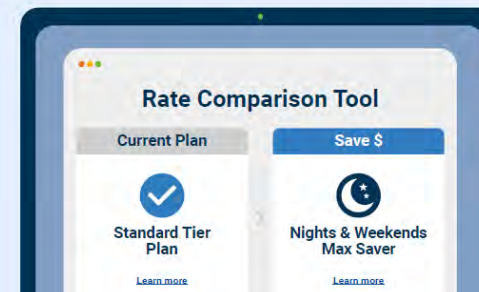 Rate Comparison Tool
Current Plan
Save $
Standard Tier
Plan
Learn more
Nights & Weekends
Max Saver
Learn more